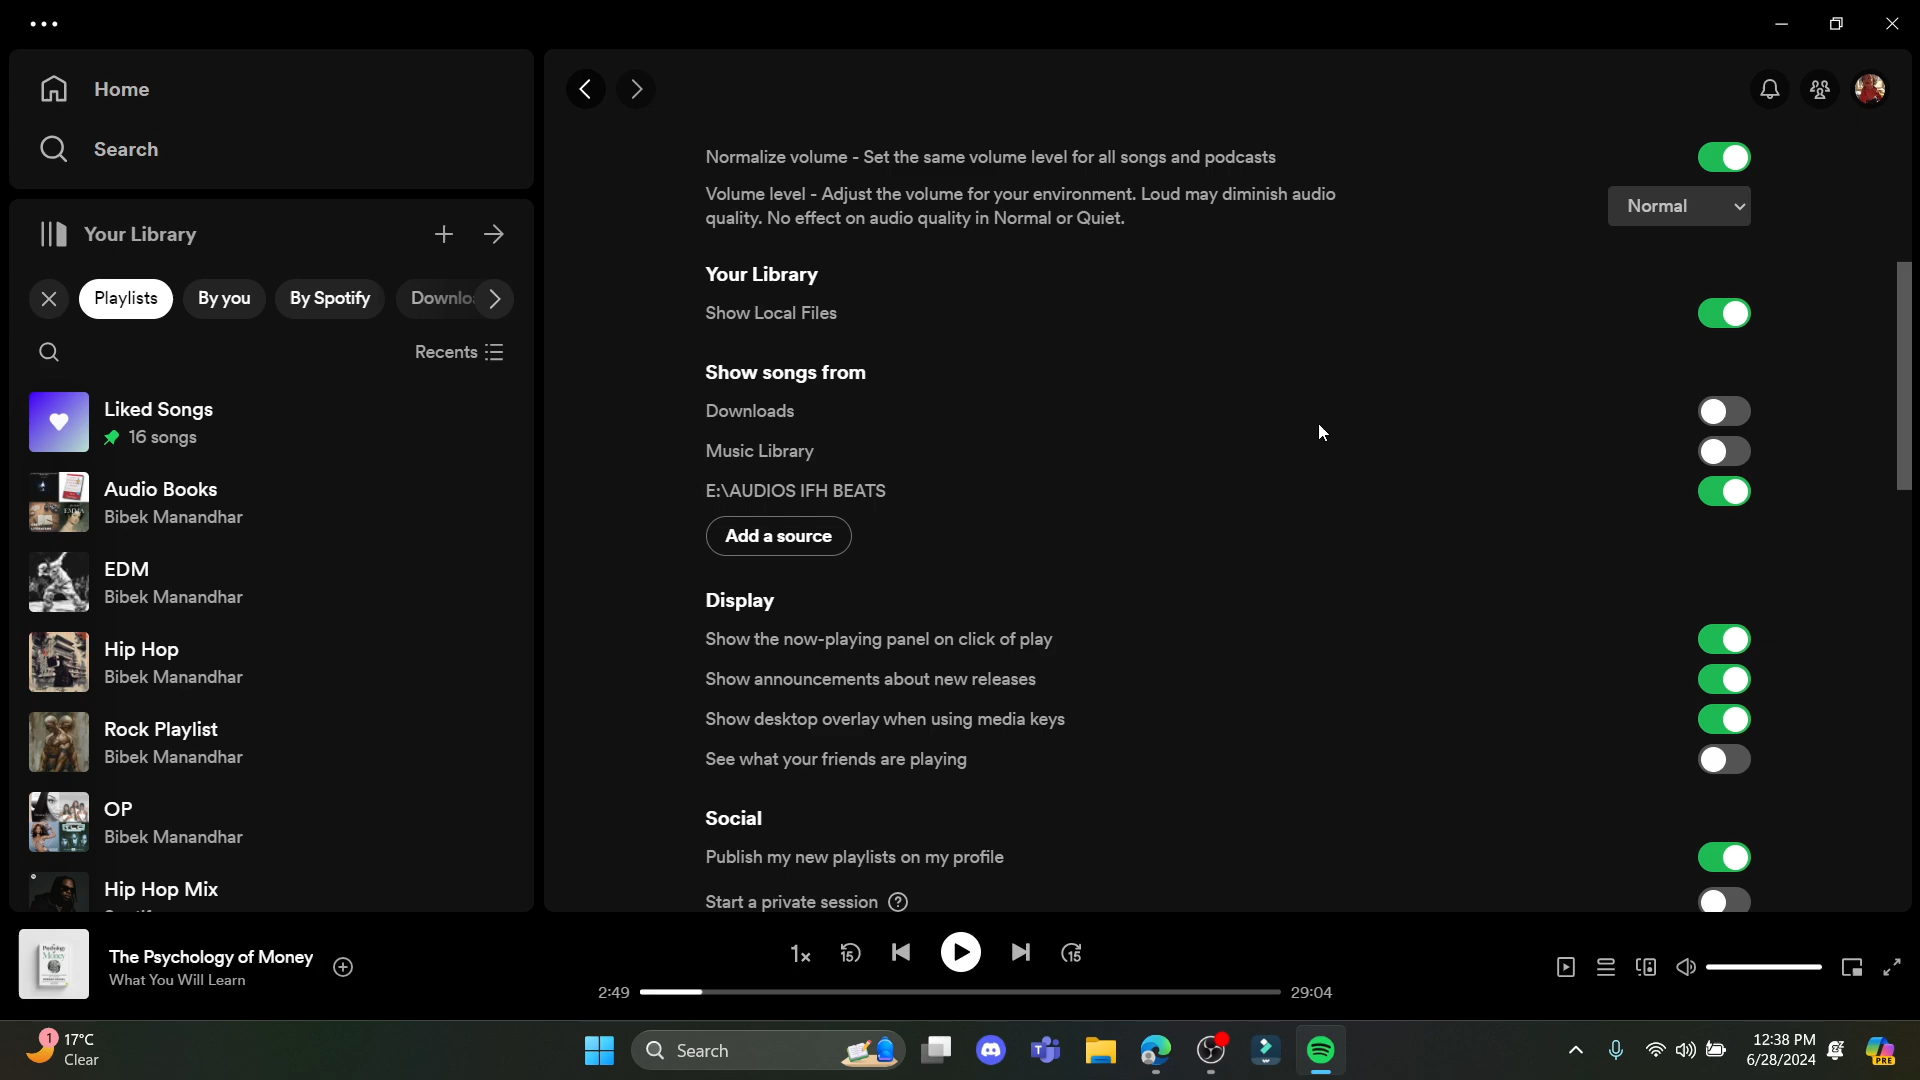 Home
Search
Your Library
Playlists
By you
By Spotify
Downlo
Recents
Liked Songs
16 songs
Audio Books
Bibek Manandhar
EDM
Bibek Manandhar
Hip Hop
Bibek Manandhar
Rock Playlist
Bibek Manandhar
OP
Bibek Manandhar
Hip Hop Mix
Normalize volume - Set the same volume level for all songs and podcasts
Volume level - Adjust the volume for your environment. Loud may diminish audio
quality. No effect on audio quality in Normal or Quiet.
Normal
Your Library
Show Local Files
Show songs from
Downloads
Music Library
E:\AUDIOS IFH BEATS
Add a source
Display
Show the now-playing panel on click of play
Show announcements about new releases
Show desktop overlay when using media keys
See what your friends are playing
Social
Publish my new playlists on my profile
Start a private session
The Psychology of Money
What You Will Learn
1x
15
15
2:49
29:04
1
17°C
Clear
Search
12:38 PM
6/28/2024
PRE